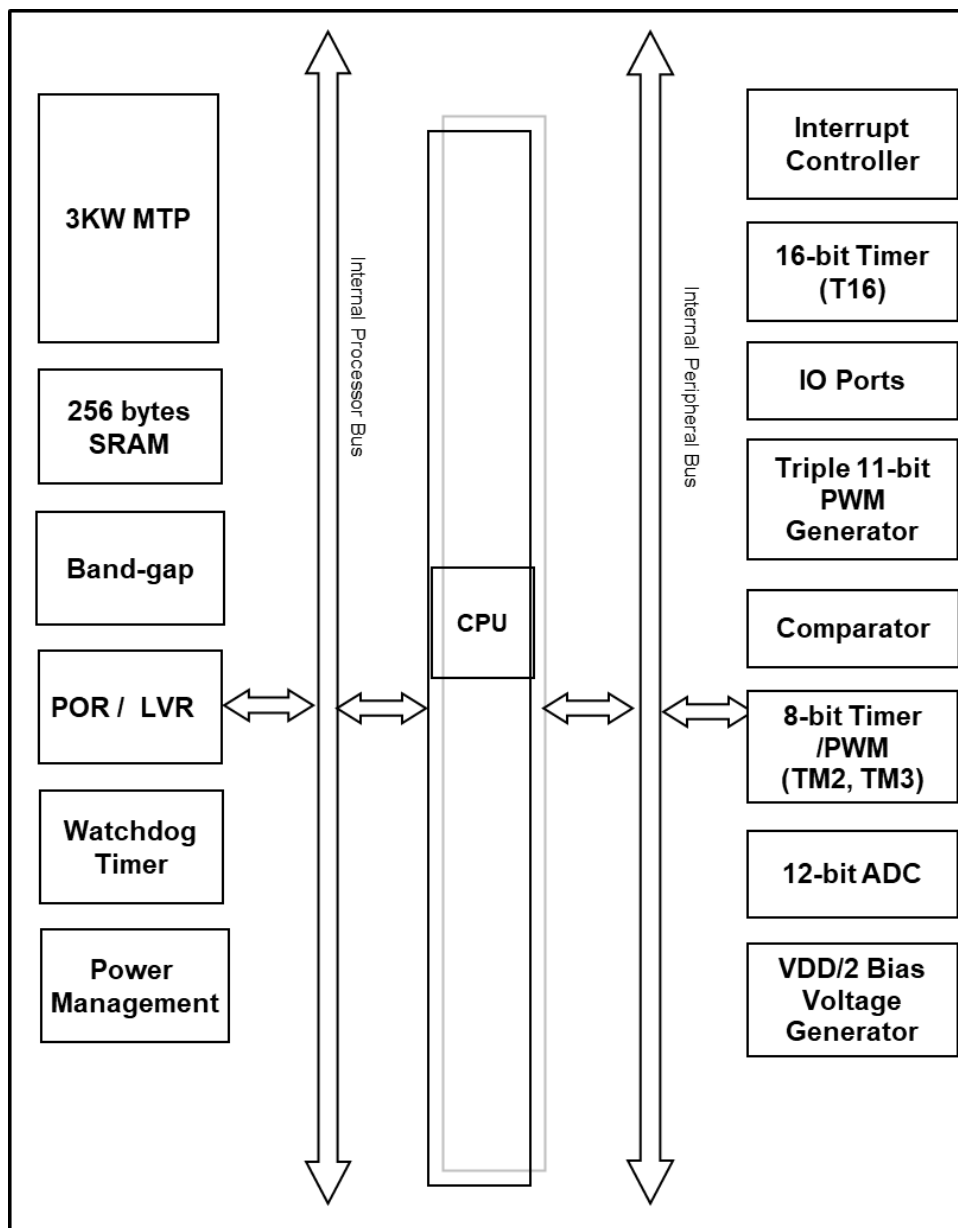 3KW MTP
256 bytes
SRAM
Band-gap
POR / LVR
Watchdog
Timer
Power
Management
Internal Processor Bus
CPU
Internal Peripheral Bus
Interrupt
Controller
16-bit Timer
(T16)
IO Ports
Triple 11-bit
PWM
Generator
Comparator
8-bit Timer
/PWM
(TM2, TM3)
12-bit ADC
VDD/2 Bias
Voltage
Generator